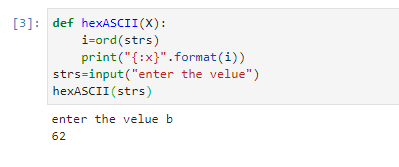 [3]: def hexASCII(X):
    i=ord(strs)
    print("{:x}".format(i))
strs=input("enter the velue")
hexASCII(strs)
enter the velue b
62